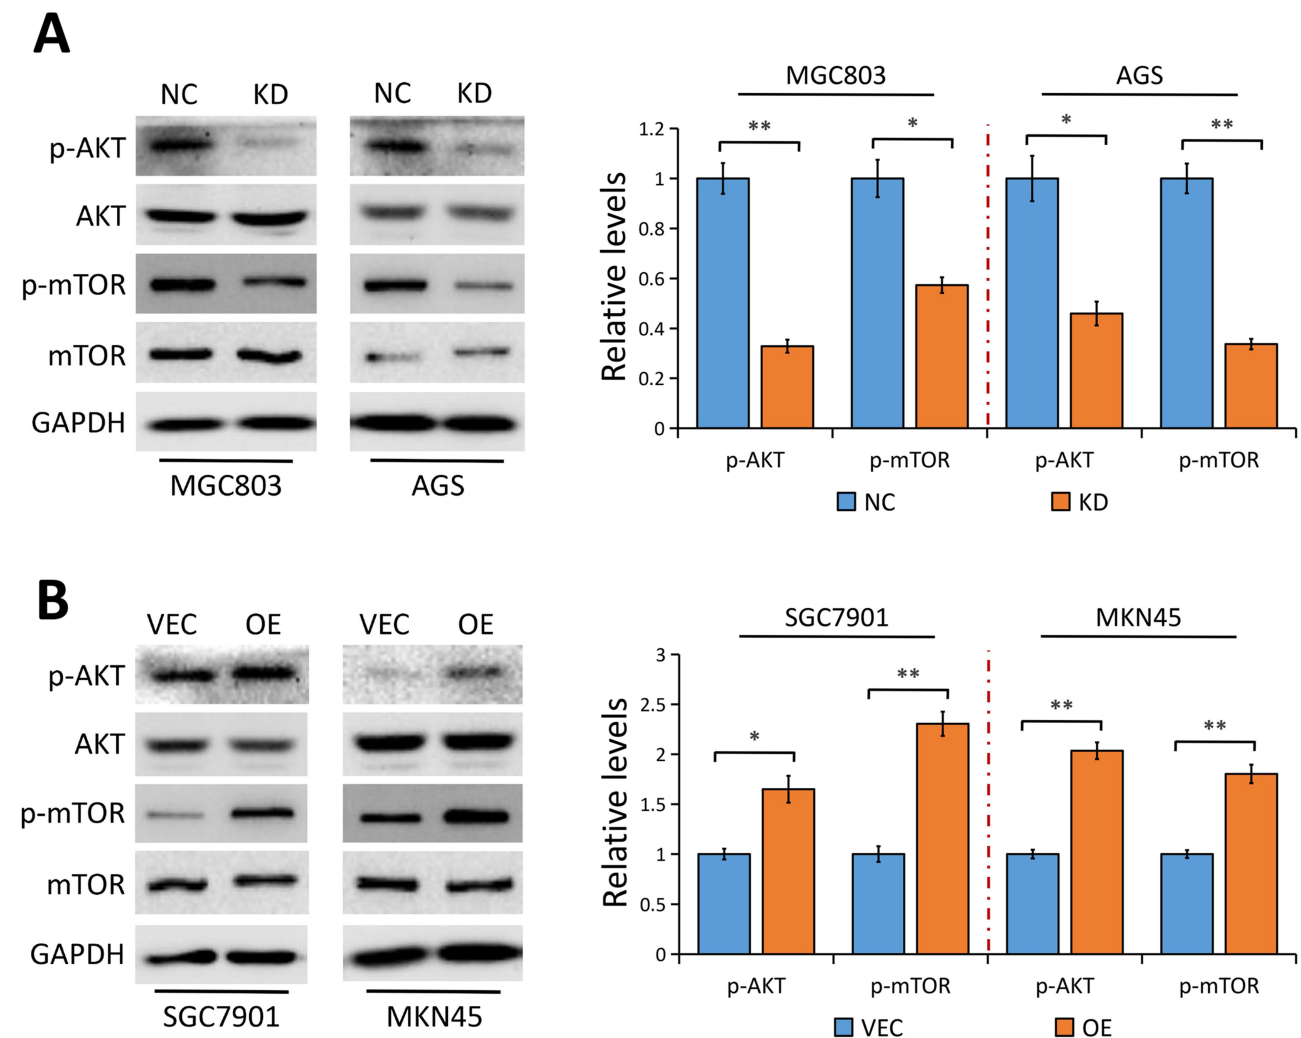 A
NC KD NC KD
p-AKT
AKT
p-mTOR
mTOR
GAPDH
MGC803 AGS
MGC803 AGS
Relative levels
1.2
1
0.8
0.6
0.4
0.2
0
** * * **
p-AKT p-mTOR p-AKT p-mTOR
NC KD
B
VEC OE VEC OE
p-AKT
AKT
p-mTOR
mTOR
GAPDH
SGC7901 MKN45
SGC7901 MKN45
Relative levels
3
2.5
2
1.5
1
0.5
0
* ** ** **
p-AKT p-mTOR p-AKT p-mTOR
VEC OE